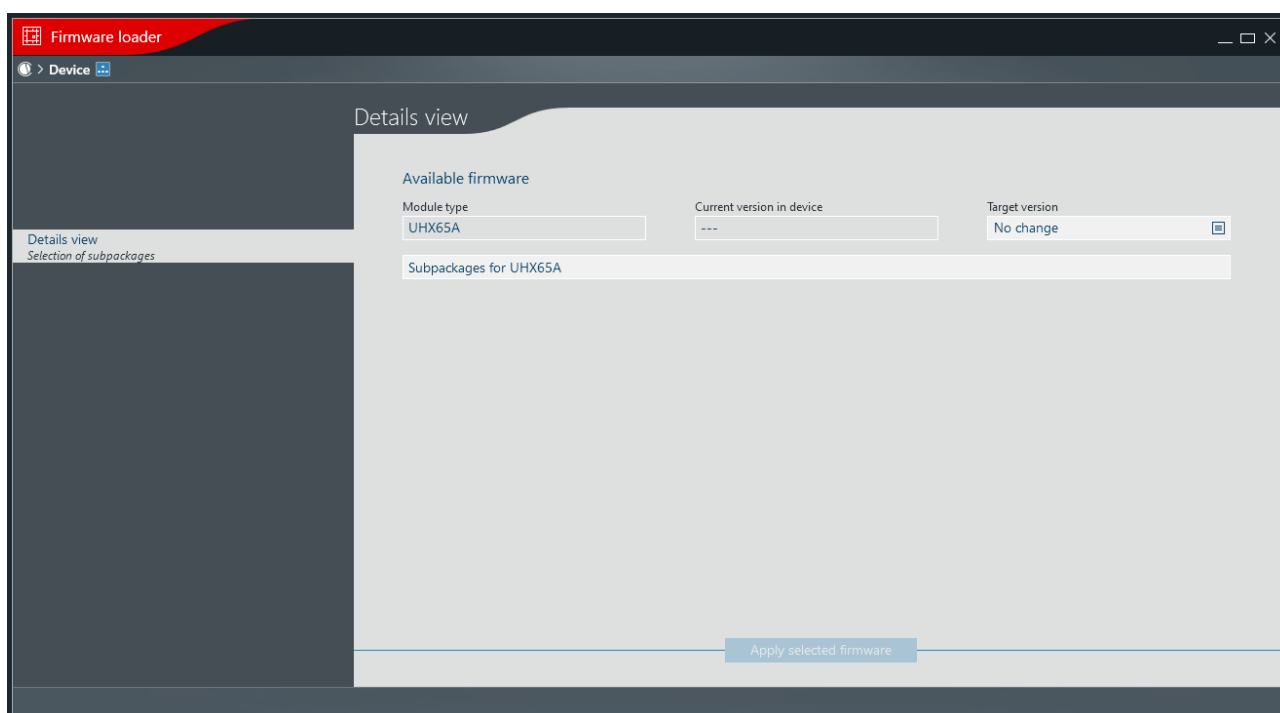 Firmware loader
> Device
Details view
Available firmware
Module type
Current version in device
Target version
UHX65A
---
No change
Details view
Selection of subpackages
Subpackages for UHX65A
Apply selected firmware